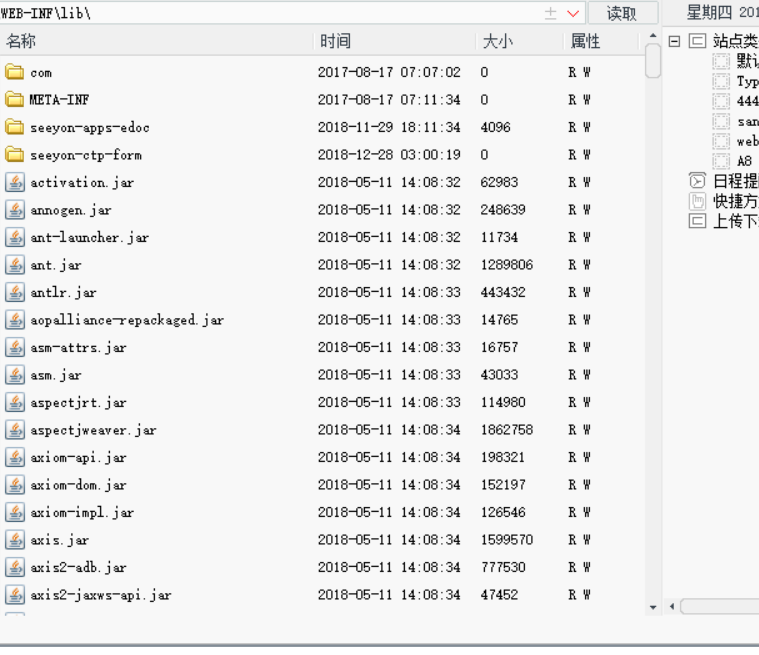 WEB-INF\lib\ 读取 星期四 201
名称 时间 大小 属性
com 2017-08-17 07:07:02 0 R W
META-INF 2017-08-17 07:11:34 0 R W
seeyon-apps-edoc 2018-11-29 18:11:34 4096 R W
seeyon-ctp-form 2018-12-28 03:00:19 0 R W
activation.jar 2018-05-11 14:08:32 62983 R W
annogen.jar 2018-05-11 14:08:32 248639 R W
ant-launcher.jar 2018-05-11 14:08:32 11734 R W
ant.jar 2018-05-11 14:08:32 1289806 R W
antlr.jar 2018-05-11 14:08:33 443432 R W
aopalliance-repackaged.jar 2018-05-11 14:08:33 14765 R W
asm-attrs.jar 2018-05-11 14:08:33 16757 R W
asm.jar 2018-05-11 14:08:33 43033 R W
aspectjrt.jar 2018-05-11 14:08:33 114980 R W
aspectjweaver.jar 2018-05-11 14:08:34 1862758 R W
axiom-api.jar 2018-05-11 14:08:34 198321 R W
axiom-dom.jar 2018-05-11 14:08:34 152197 R W
axiom-impl.jar 2018-05-11 14:08:34 126546 R W
axis.jar 2018-05-11 14:08:34 1599570 R W
axis2-adb.jar 2018-05-11 14:08:34 777530 R W
axis2-jaxws-api.jar 2018-05-11 14:08:34 47452 R W
站点类
默认
Typ
444
san
web
A8
日程提
快捷方
上传下